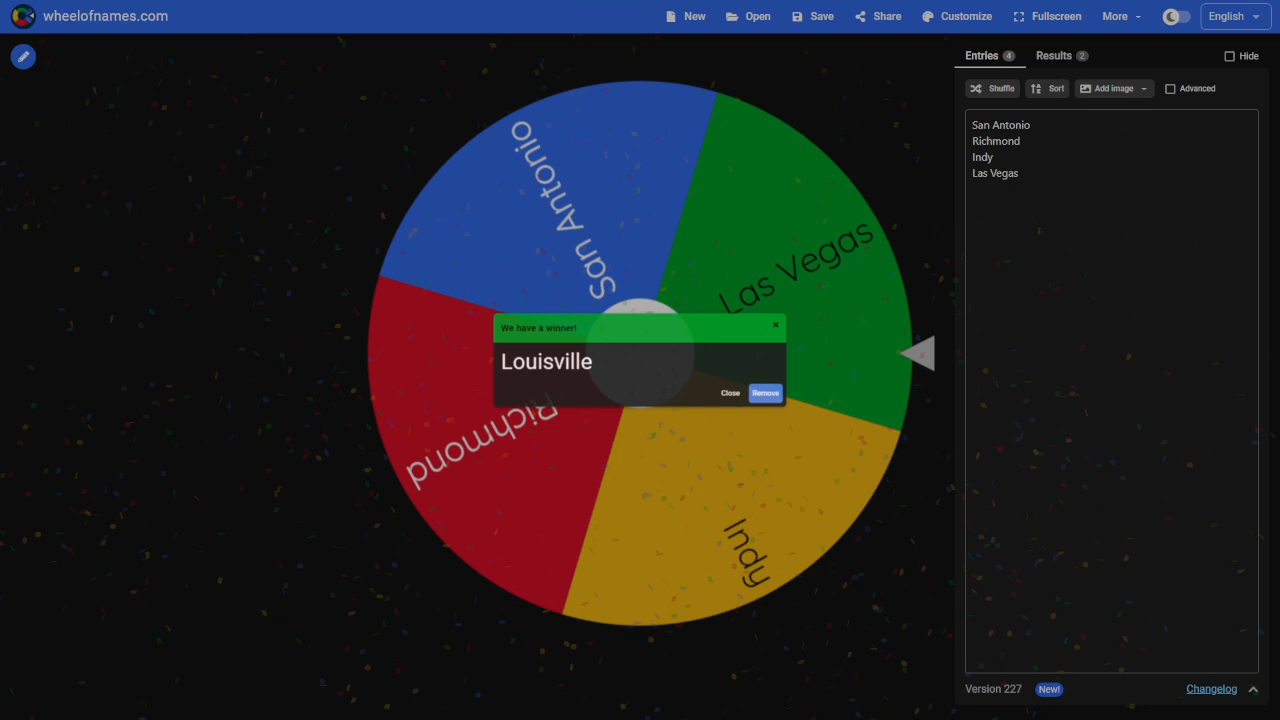 wheelofnames.com
New
Open
Save
Share
Customize
Fullscreen
More
English
Entries 4
Results 2
Hide
Shuffle
Sort
Add image
Advanced
San Antonio
Richmond
Indy
Las Vegas
San Antonio
Las Vegas
We have a winner!
×
Louisville
Close
Remove
Richmond
Indy
Version 227
New!
Changelog